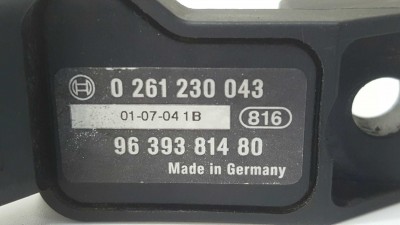 0 261 230 043
01-07-04 1B 816
96 393 814 80
Made in Germany